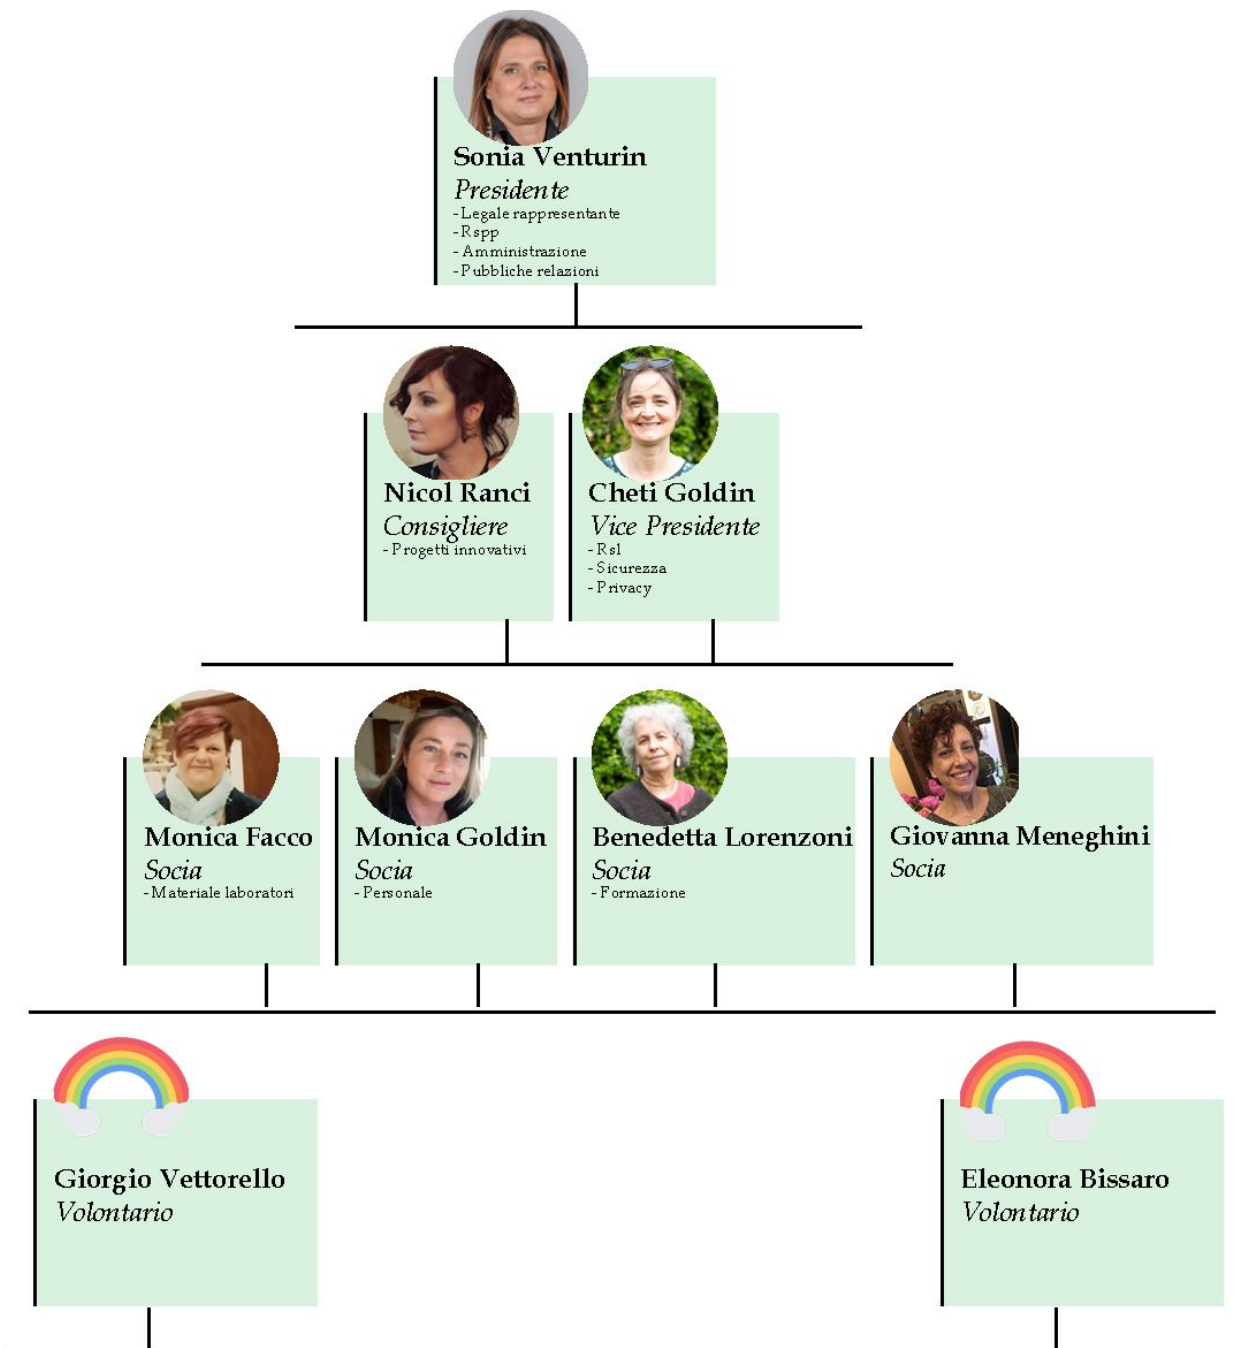 Sonia Venturin
Presidente
- Legale rappresentante
- Rspp
- Amministrazione
- Pubbliche relazioni
Nicol Ranci
Consigliere
- Progetti innovativi
Cheti Goldin
Vice Presidente
- Rsl
- Sicurezza
- Privacy
Monica Facco
Socia
- Materiale laboratori
Monica Goldin
Socia
- Personale
Benedetta Lorenzoni
Socia
- Formazione
Giovanna Meneghini
Socia
Giorgio Vettorello
Volontario
Eleonora Bissaro
Volontario